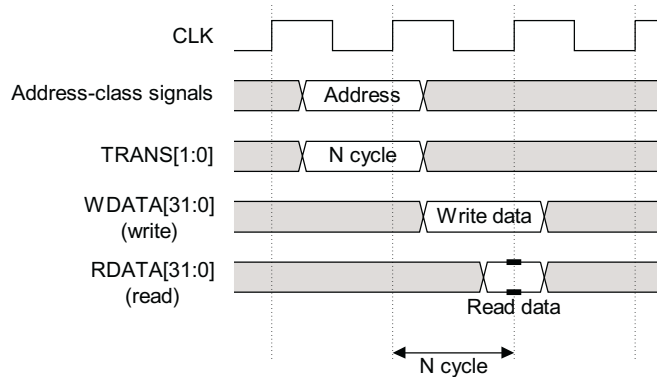 CLK
Address-class signals
Address
TRANS[1:0]
N cycle
WDATA[31:0]
(write)
Write data
RDATA[31:0]
(read)
Read data
N cycle